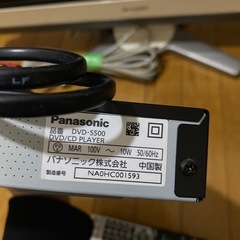 Panasonic
品番 DVD-S500
DVD/CD PLAYER
MAR 100V ～ 10W 50/60Hz
パナソニック株式会社 中国製
製造番号 NA0HC001593
LF